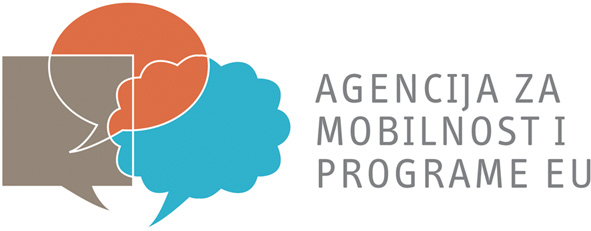 AGENCIJA ZA
MOBILNOST I
PROGRAME EU